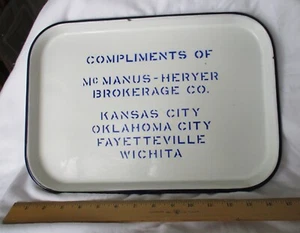 COMPLIMENTS OF
McMANUS-HERYER
BROKERAGE CO.
KANSAS CITY
OKLAHOMA CITY
FAYETTEVILLE
WICHITA